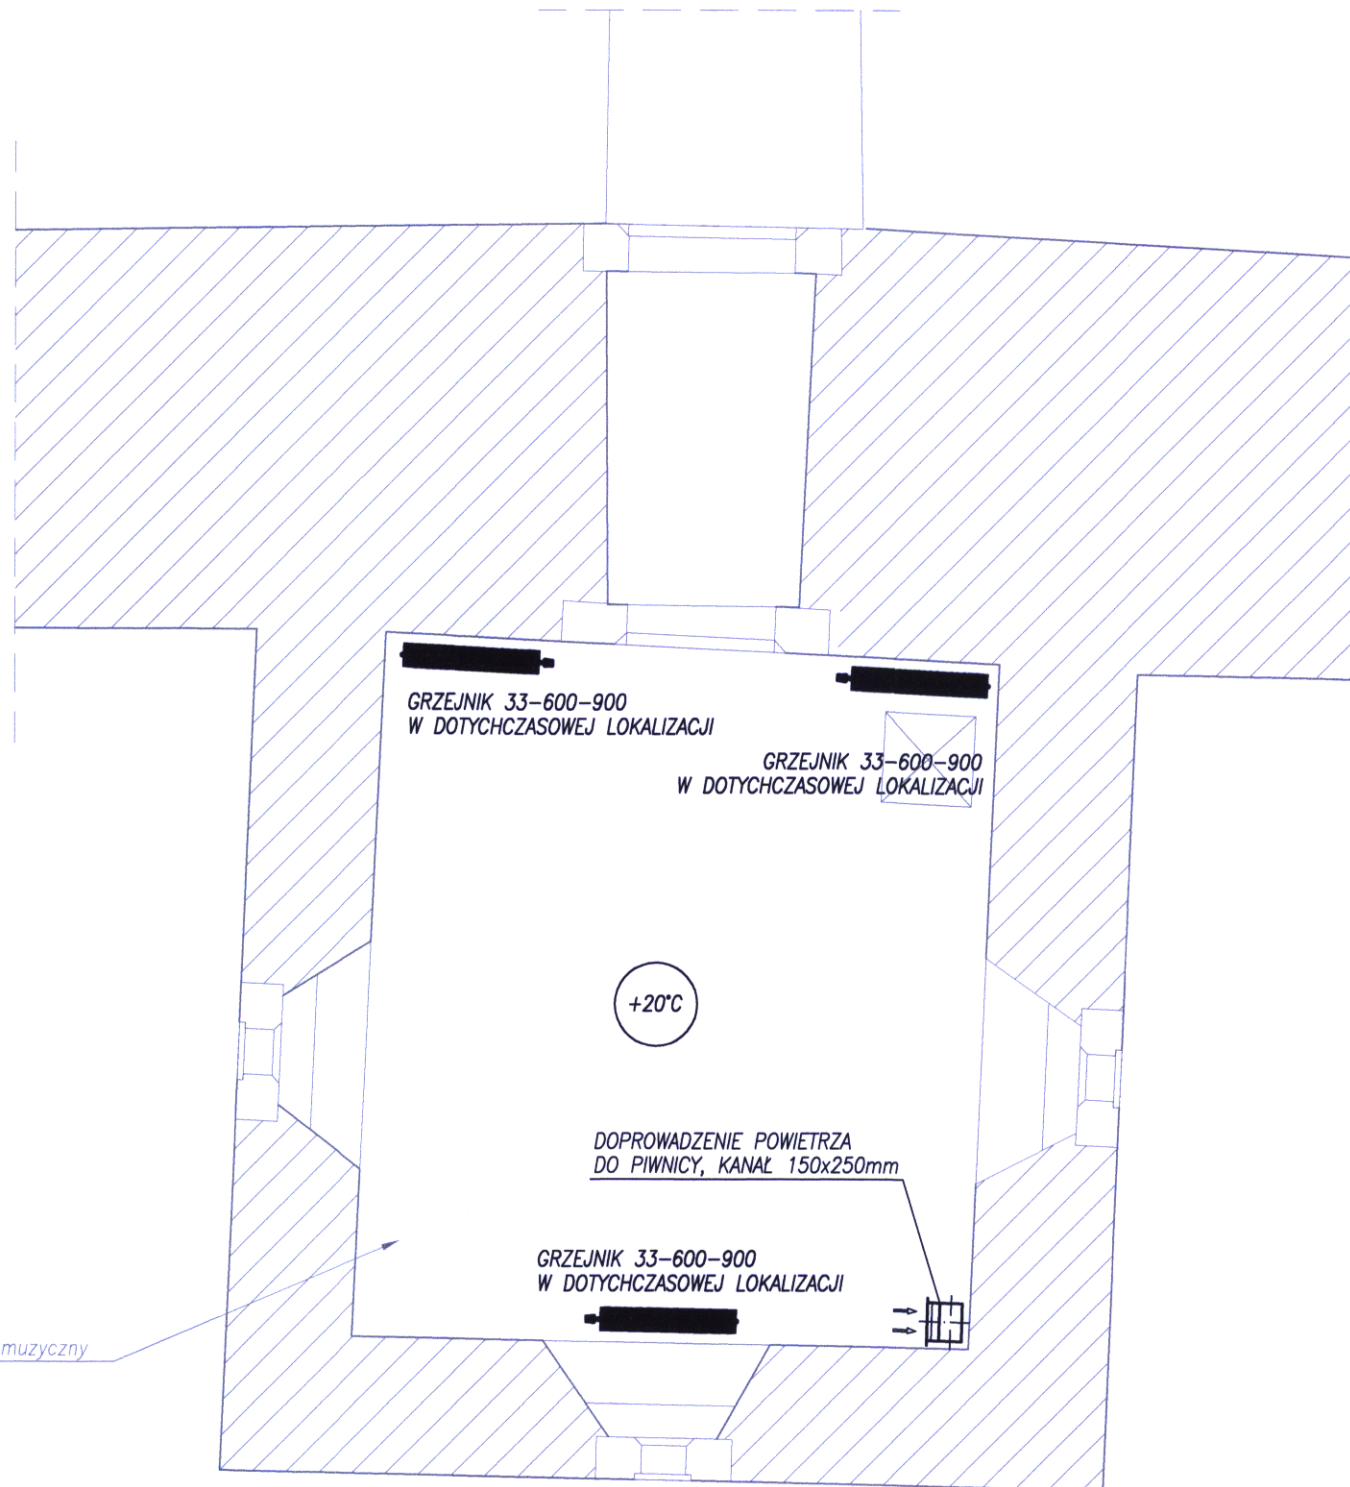 GRZEJNIK 33-600-900
W DOTYCHCZASOWEJ LOKALIZACJI
GRZEJNIK 33-600-900
W DOTYCHCZASOWEJ LOKALIZACJI
+20°C
DOPROWADZENIE POWIETRZA
DO PIWNICY, KANAŁ 150x250mm
GRZEJNIK 33-600-900
W DOTYCHCZASOWEJ LOKALIZACJI
muzyczny